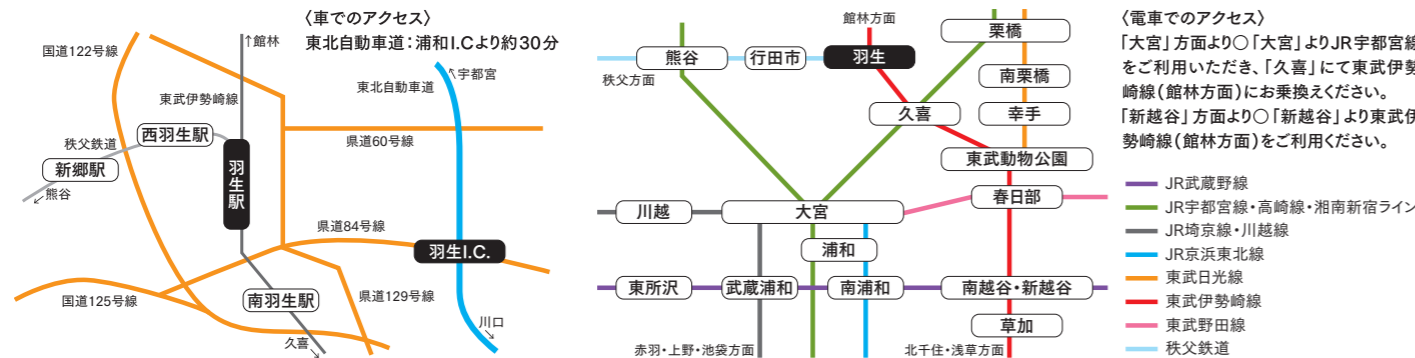 〈車でのアクセス〉
東北自動車道:浦和I.Cより約30分
国道122号線
↑館林
東武伊勢崎線
東北自動車道
↑宇都宮
秩父鉄道
西羽生駅
新郷駅
羽生駅
県道60号線
熊谷
県道84号線
羽生I.C.
国道125号線
南羽生駅
県道129号線
久喜
川口
館林方面
熊谷
行田市
羽生
栗橋
秩父方面
南栗橋
久喜
幸手
東武動物公園
春日部
川越
大宮
浦和
東所沢
武蔵浦和
南浦和
南越谷・新越谷
草加
赤羽・上野・池袋方面
北千住・浅草方面
〈電車でのアクセス〉
「大宮」方面より○「大宮」よりJR宇都宮線
をご利用いただき、「久喜」にて東武伊勢
崎線(館林方面)にお乗換えください。
「新越谷」方面より○「新越谷」より東武伊
勢崎線(館林方面)をご利用ください。
JR武蔵野線
JR宇都宮線・高崎線・湘南新宿ライン
JR埼京線・川越線
JR京浜東北線
東武日光線
東武伊勢崎線
東武野田線
秩父鉄道